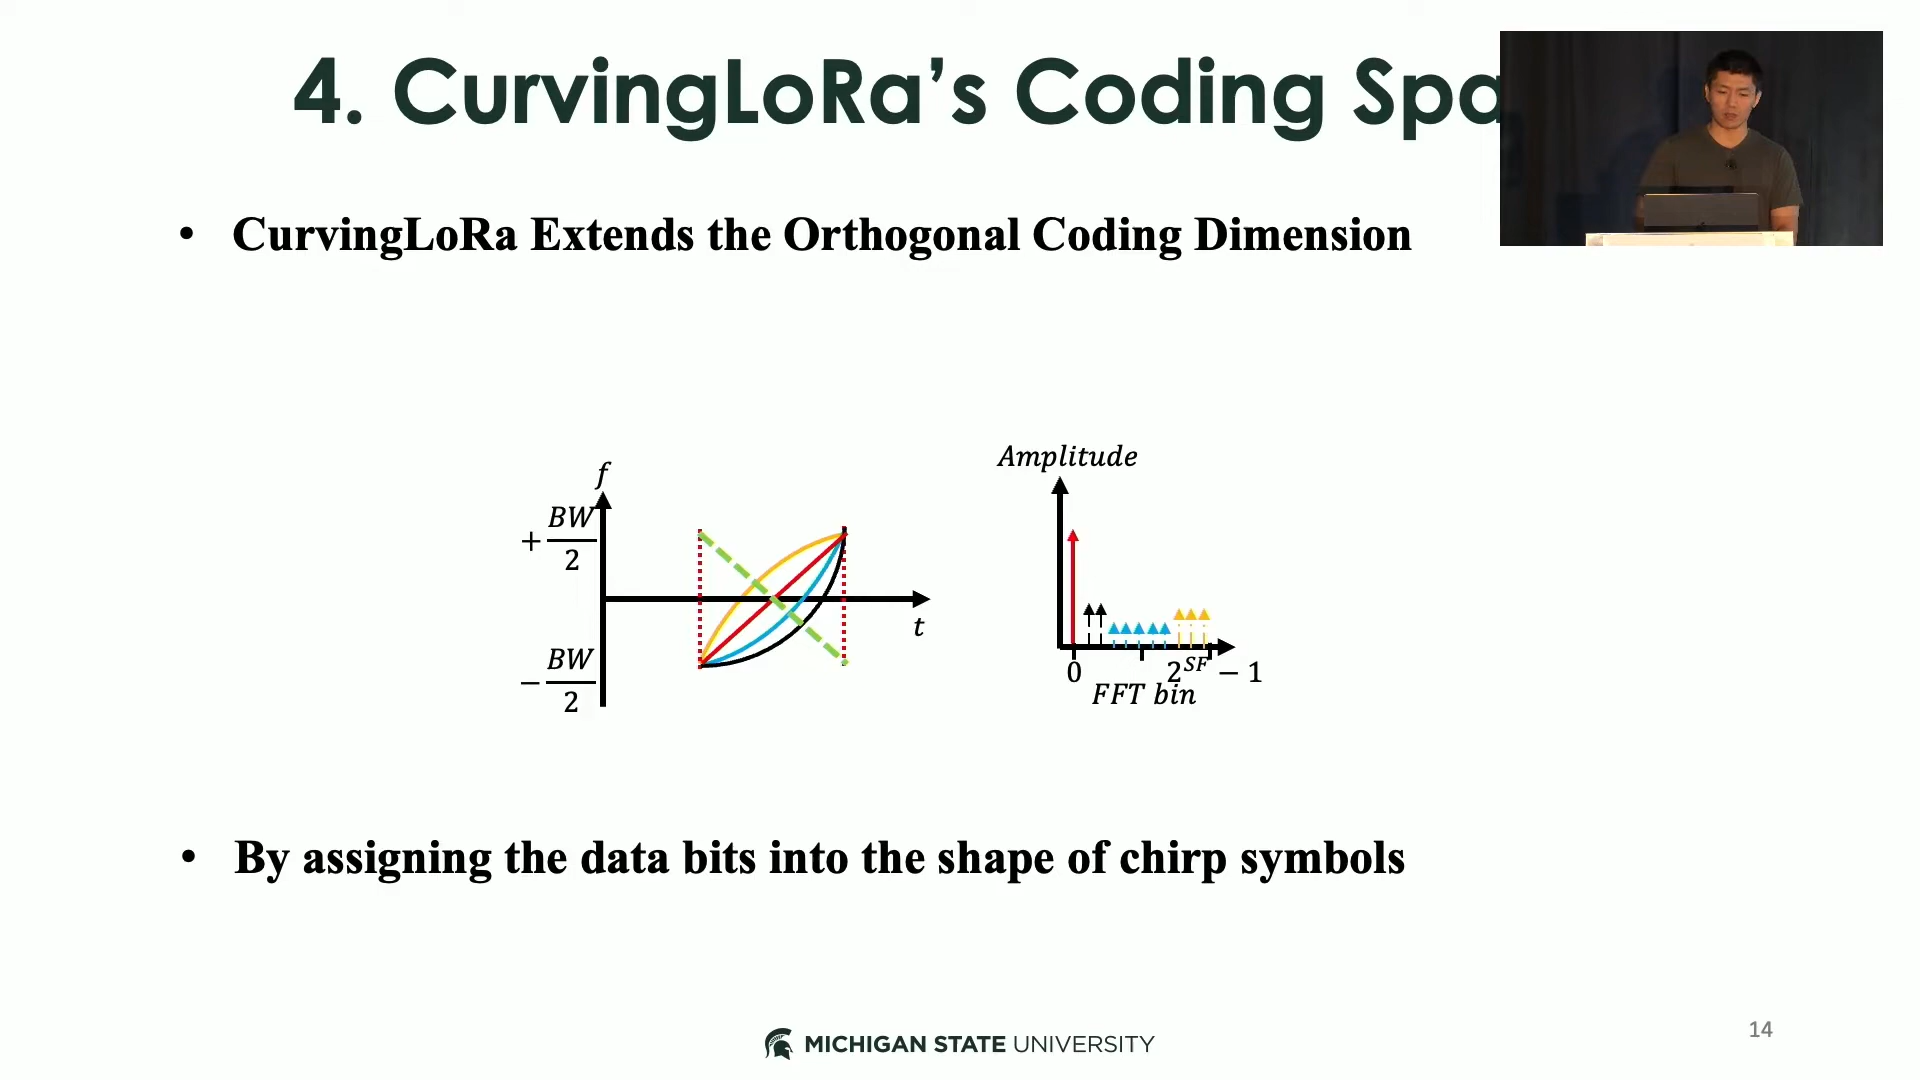 4. CurvingLoRa's Coding Spa
• CurvingLoRa Extends the Orthogonal Coding Dimension
f
+ BW/2
t
− BW/2
Amplitude
0
2^SF − 1
FFT bin
• By assigning the data bits into the shape of chirp symbols
MICHIGAN STATE UNIVERSITY
14